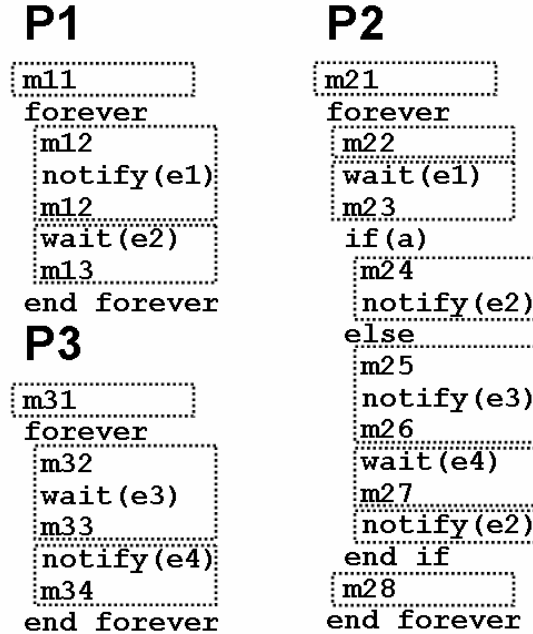 P1
m11
forever
m12
notify(e1)
m12
wait(e2)
m13
end forever
P3
m31
forever
m32
wait(e3)
m33
notify(e4)
m34
end forever
P2
m21
forever
m22
wait(e1)
m23
if(a)
m24
notify(e2)
else
m25
notify(e3)
m26
wait(e4)
m27
notify(e2)
end if
m28
end forever